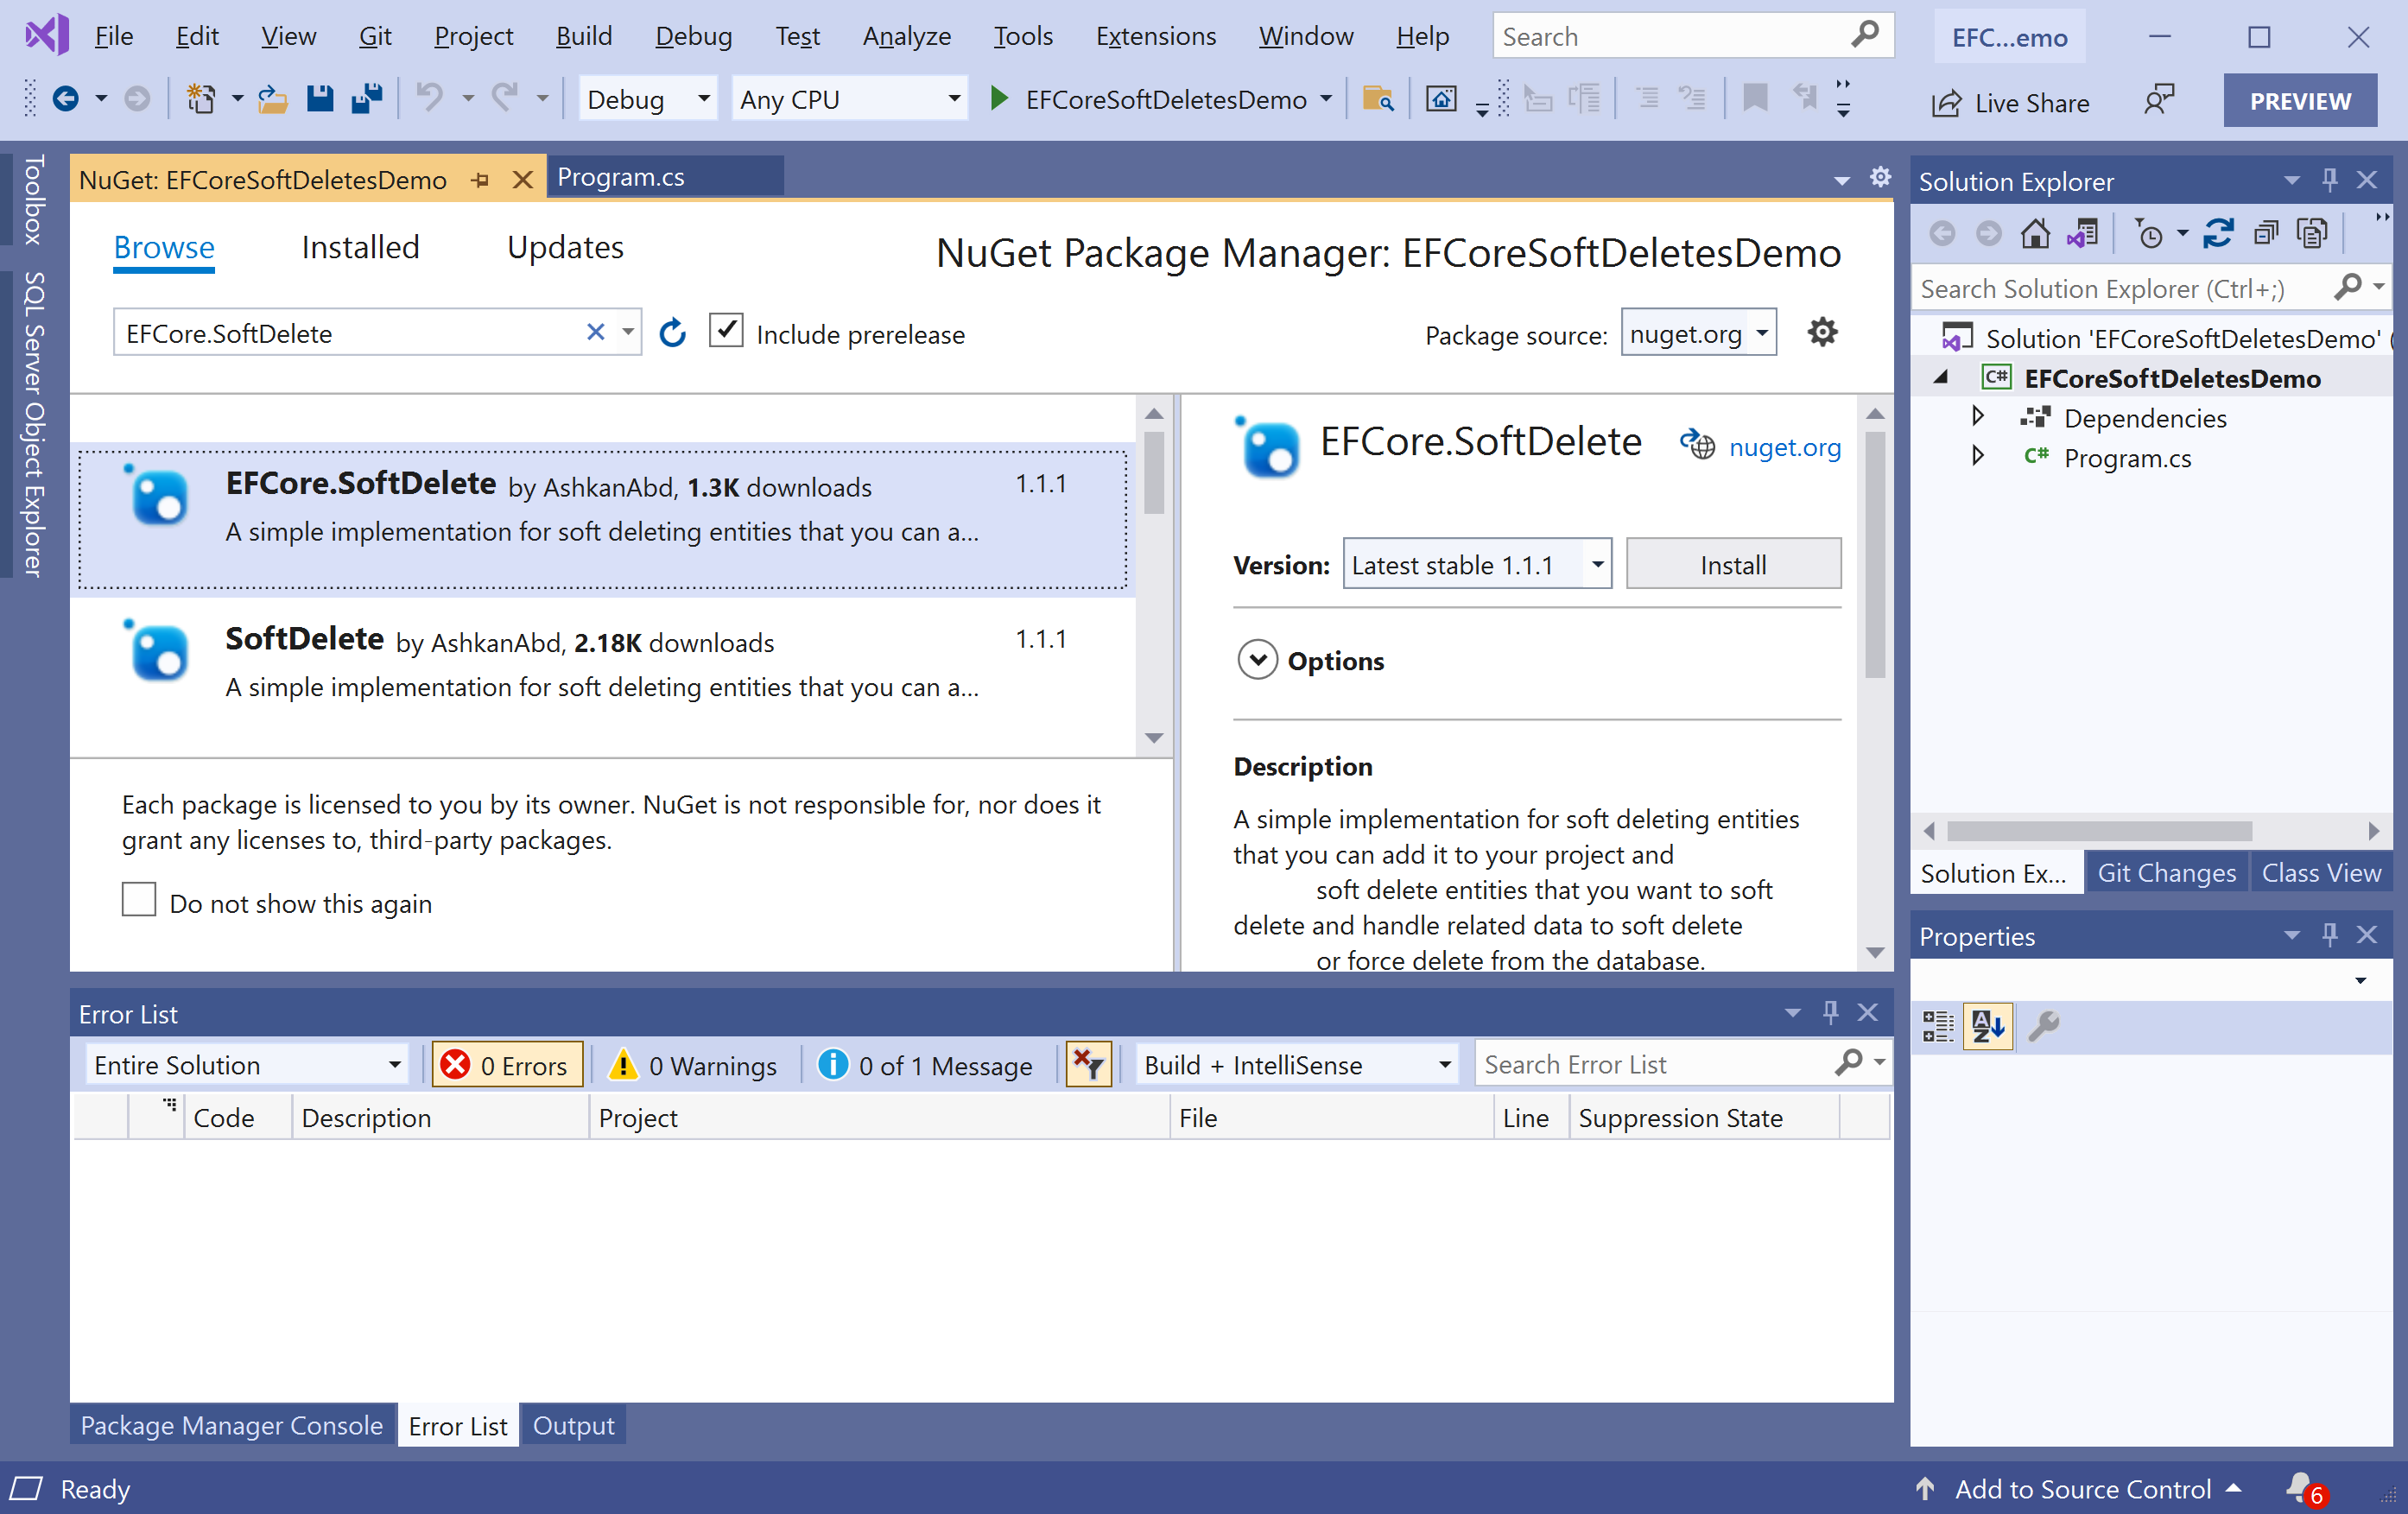 File Edit View Git Project Build Debug Test Analyze Tools Extensions Window Help Search EFC...emo
Debug Any CPU EFCoreSoftDeletesDemo Live Share PREVIEW
Toolbox
SQL Server Object Explorer
NuGet: EFCoreSoftDeletesDemo Program.cs
Browse Installed Updates NuGet Package Manager: EFCoreSoftDeletesDemo
EFCore.SoftDelete Include prerelease Package source: nuget.org
EFCore.SoftDelete by AshkanAbd, 1.3K downloads 1.1.1
A simple implementation for soft deleting entities that you can a...
SoftDelete by AshkanAbd, 2.18K downloads 1.1.1
A simple implementation for soft deleting entities that you can a...
Each package is licensed to you by its owner. NuGet is not responsible for, nor does it
grant any licenses to, third-party packages.
Do not show this again
EFCore.SoftDelete nuget.org
Version: Latest stable 1.1.1 Install
Options
Description
A simple implementation for soft deleting entities
that you can add it to your project and
soft delete entities that you want to soft
delete and handle related data to soft delete
or force delete from the database.
Solution Explorer
Search Solution Explorer (Ctrl+;)
Solution 'EFCoreSoftDeletesDemo' (
C# EFCoreSoftDeletesDemo
Dependencies
C# Program.cs
Solution Ex... Git Changes Class View
Properties
Error List
Entire Solution 0 Errors 0 Warnings 0 of 1 Message Build + IntelliSense Search Error List
Code Description Project File Line Suppression State
Package Manager Console Error List Output
Ready Add to Source Control 6